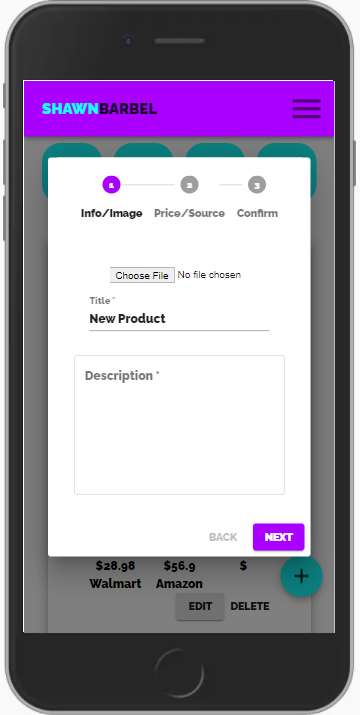 SHAWNBARBEL
1 2 3
Info/Image Price/Source Confirm
Choose File No file chosen
Title *
New Product
Description *
BACK NEXT
$28.98 $56.9 $
Walmart Amazon
+
EDIT DELETE